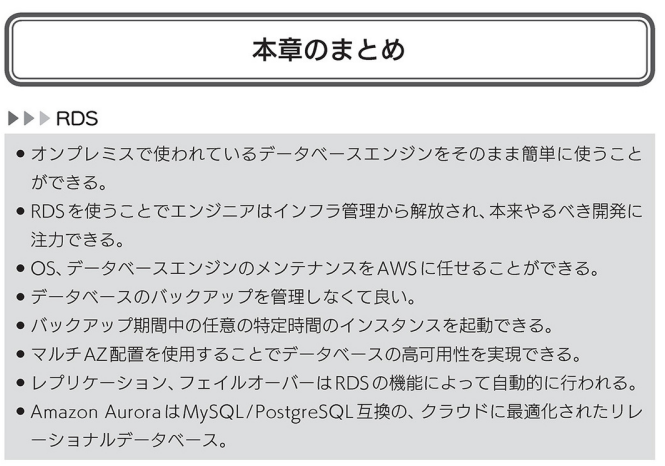 本章のまとめ
▶▶▶ RDS
● オンプレミスで使われているデータベースエンジンをそのまま簡単に使うこと
ができる。
● RDSを使うことでエンジニアはインフラ管理から解放され、本来やるべき開発に
注力できる。
● OS、データベースエンジンのメンテナンスをAWSに任せることができる。
● データベースのバックアップを管理しなくて良い。
● バックアップ期間中の任意の特定時間のインスタンスを起動できる。
● マルチAZ配置を使用することでデータベースの高可用性を実現できる。
● レプリケーション、フェイルオーバーはRDSの機能によって自動的に行われる。
● Amazon AuroraはMySQL/PostgreSQL互換の、クラウドに最適化されたリレ
ーショナルデータベース。